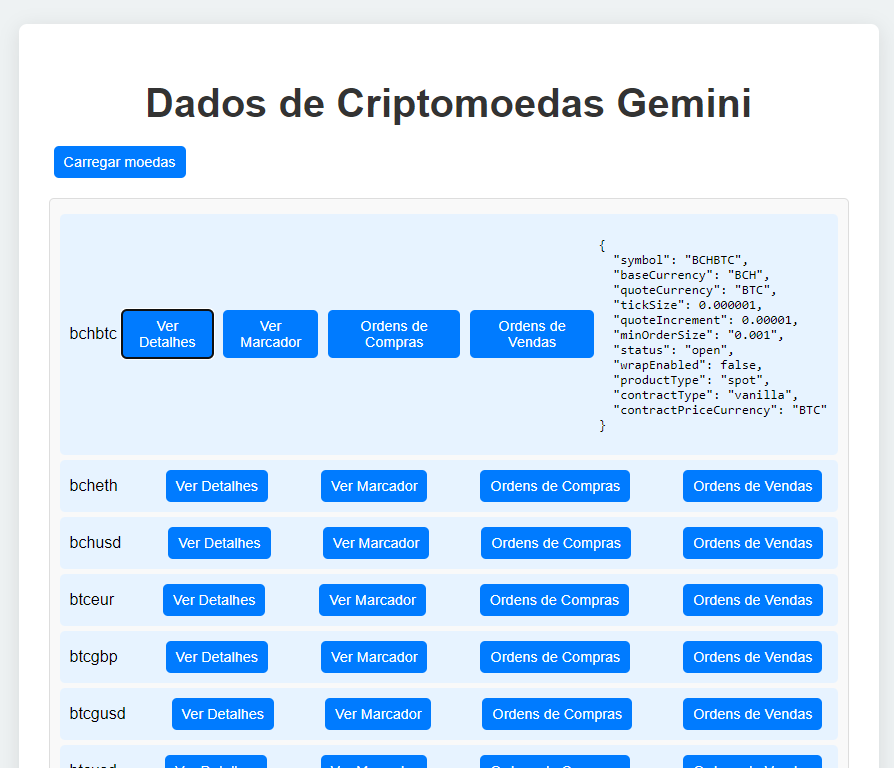 Dados de Criptomoedas Gemini
Carregar moedas
bchbtc
Ver
Detalhes
Ver
Marcador
Ordens de
Compras
Ordens de
Vendas
{
"symbol": "BCHBTC",
"baseCurrency": "BCH",
"quoteCurrency": "BTC",
"tickSize": 0.000001,
"quoteIncrement": 0.00001,
"minOrderSize": "0.001",
"status": "open",
"wrapEnabled": false,
"productType": "spot",
"contractType": "vanilla",
"contractPriceCurrency": "BTC"
}
bcheth Ver Detalhes Ver Marcador Ordens de Compras Ordens de Vendas
bchusd Ver Detalhes Ver Marcador Ordens de Compras Ordens de Vendas
btceur Ver Detalhes Ver Marcador Ordens de Compras Ordens de Vendas
btcgbp Ver Detalhes Ver Marcador Ordens de Compras Ordens de Vendas
btcgusd Ver Detalhes Ver Marcador Ordens de Compras Ordens de Vendas